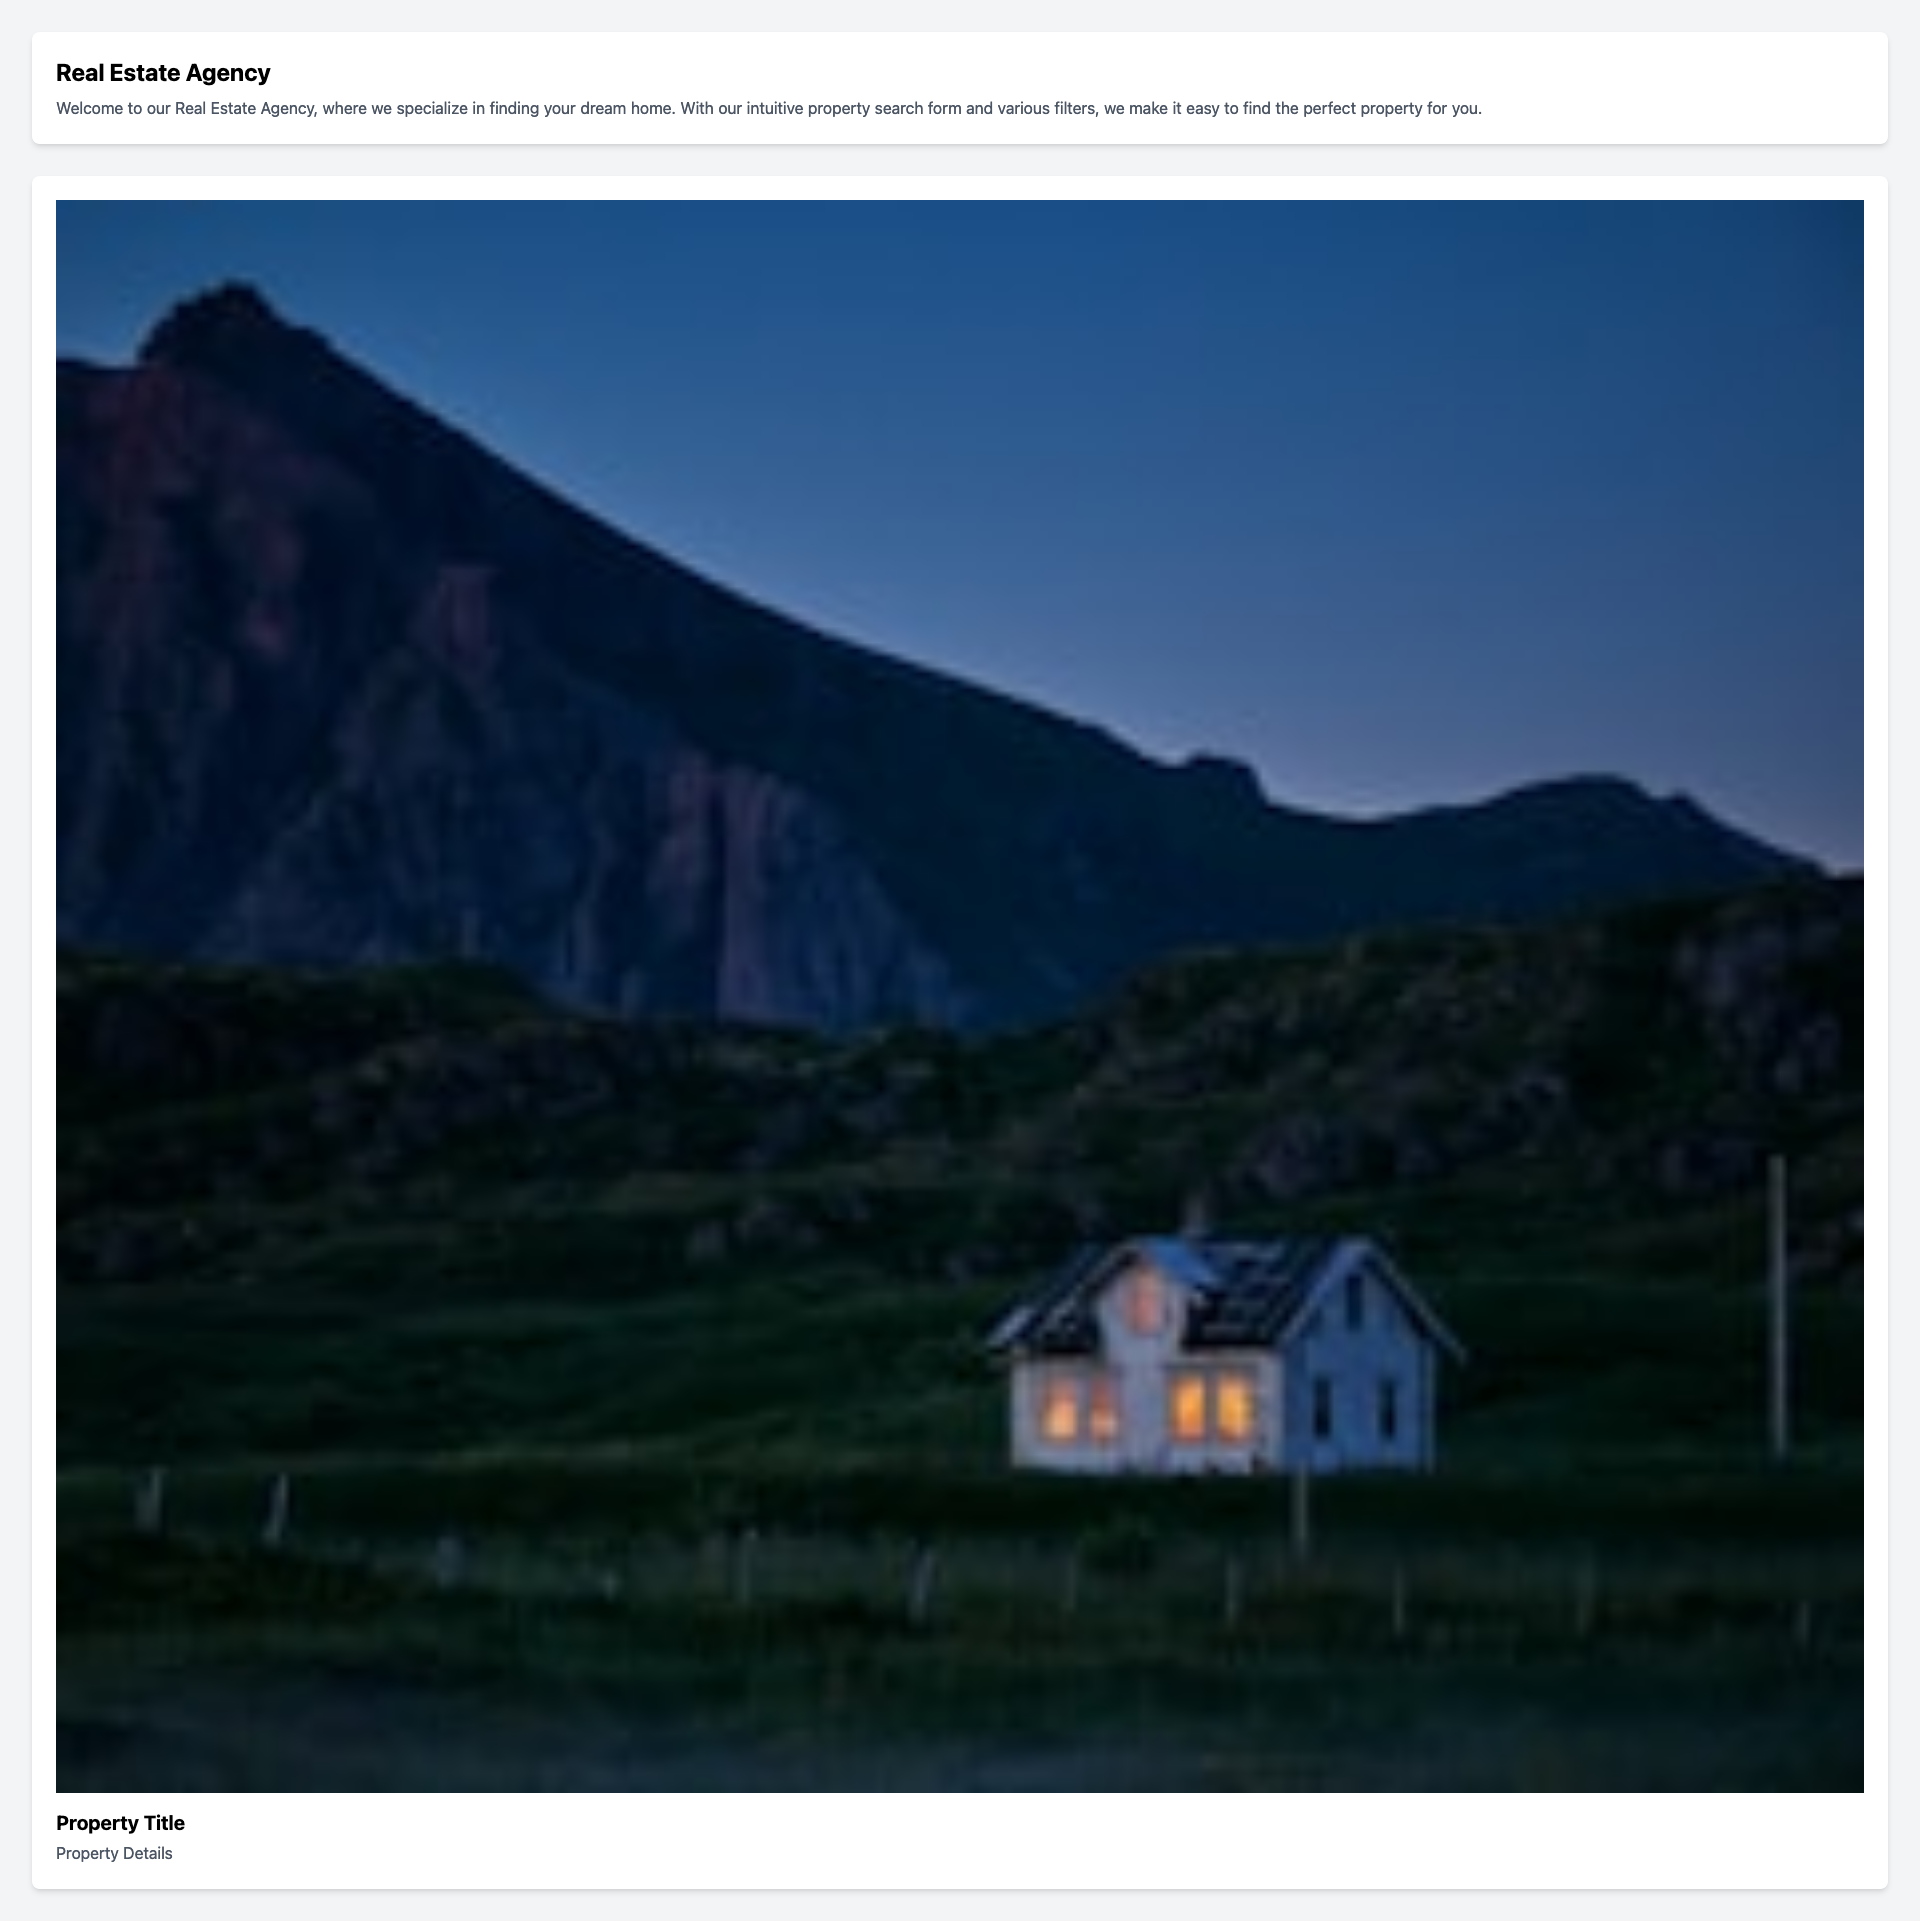 Real Estate Agency
Welcome to our Real Estate Agency, where we specialize in finding your dream home. With our intuitive property search form and various filters, we make it easy to find the perfect property for you.
Property Title
Property Details